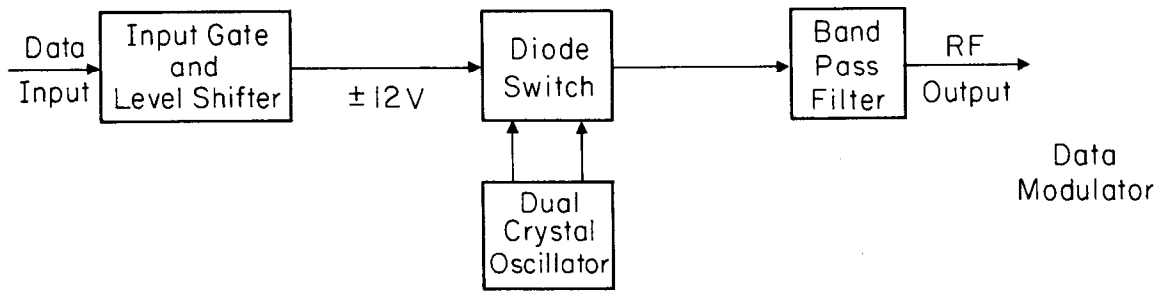 Data
Input
Input Gate
and
Level Shifter
±12V
Diode
Switch
Band
Pass
Filter
RF
Output
Dual
Crystal
Oscillator
Data
Modulator